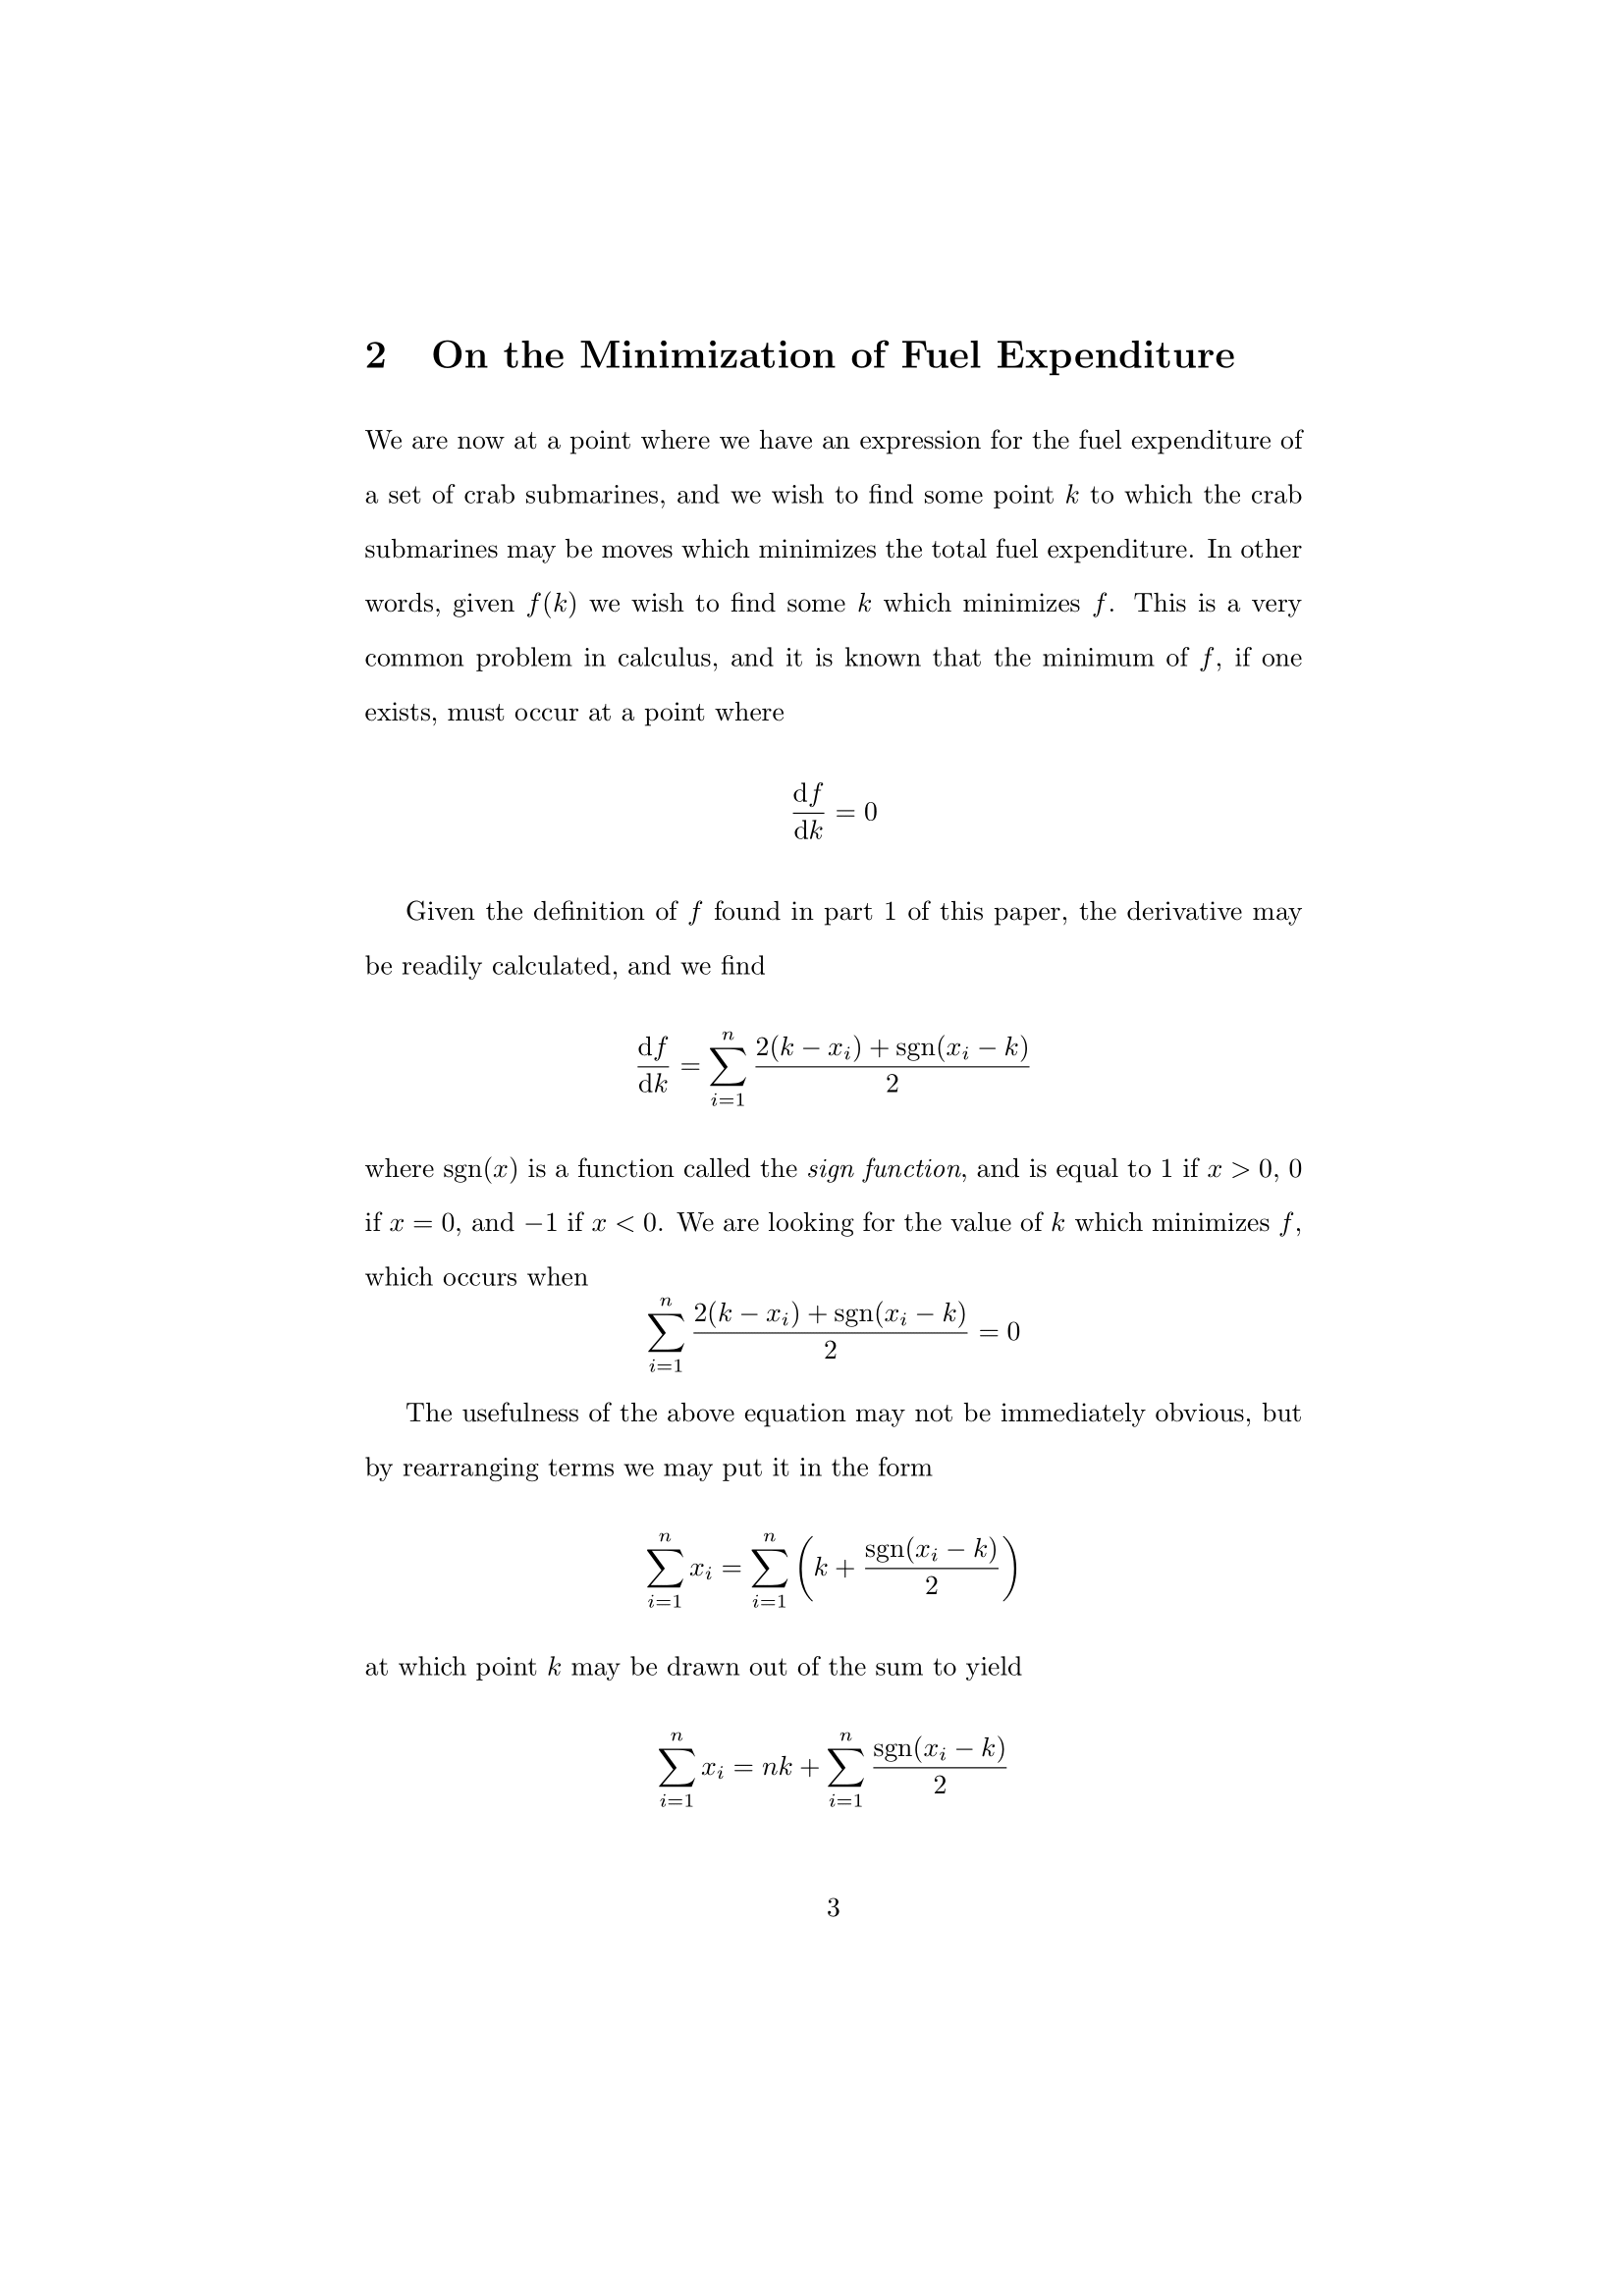 2 On the Minimization of Fuel Expenditure
We are now at a point where we have an expression for the fuel expenditure of
a set of crab submarines, and we wish to find some point k to which the crab
submarines may be moves which minimizes the total fuel expenditure. In other
words, given f(k) we wish to find some k which minimizes f. This is a very
common problem in calculus, and it is known that the minimum of f, if one
exists, must occur at a point where
\frac{\mathrm{d}f}{\mathrm{d}k} = 0
Given the definition of f found in part 1 of this paper, the derivative may
be readily calculated, and we find
\frac{\mathrm{d}f}{\mathrm{d}k} = \sum_{i=1}^{n} \frac{2(k - x_i) + \mathrm{sgn}(x_i - k)}{2}
where sgn(x) is a function called the sign function, and is equal to 1 if x > 0, 0
if x = 0, and −1 if x < 0. We are looking for the value of k which minimizes f,
which occurs when
\sum_{i=1}^{n} \frac{2(k - x_i) + \mathrm{sgn}(x_i - k)}{2} = 0
The usefulness of the above equation may not be immediately obvious, but
by rearranging terms we may put it in the form
\sum_{i=1}^{n} x_i = \sum_{i=1}^{n} \left( k + \frac{\mathrm{sgn}(x_i - k)}{2} \right)
at which point k may be drawn out of the sum to yield
\sum_{i=1}^{n} x_i = nk + \sum_{i=1}^{n} \frac{\mathrm{sgn}(x_i - k)}{2}
3